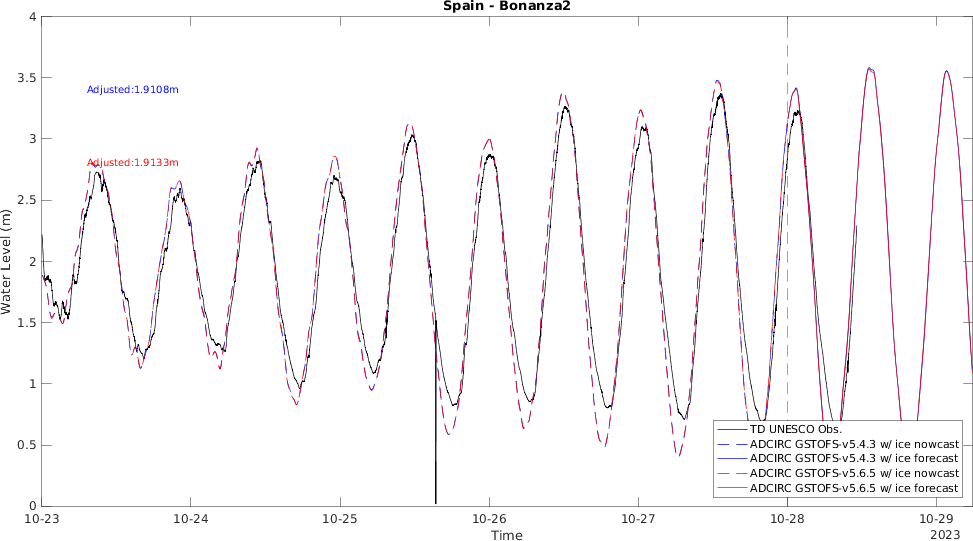 Spain - Bonanza2
4
3.5
3
2.5
2
1.5
1
0.5
0
Water Level (m)
Adjusted:1.9108m
Adjusted:1.9133m
TD UNESCO Obs.
ADCIRC GSTOFS-v5.4.3 w/ ice nowcast
ADCIRC GSTOFS-v5.4.3 w/ ice forecast
ADCIRC GSTOFS-v5.6.5 w/ ice nowcast
ADCIRC GSTOFS-v5.6.5 w/ ice forecast
10-23 10-24 10-25 10-26 10-27 10-28 10-29
Time
2023